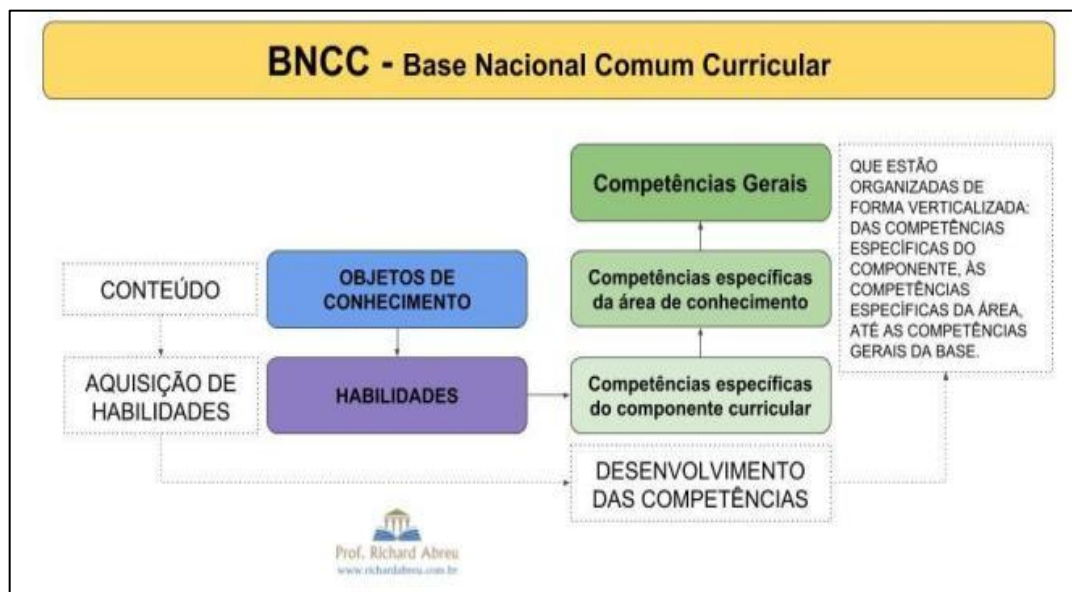 BNCC - Base Nacional Comum Curricular
CONTEÚDO
AQUISIÇÃO DE
HABILIDADES
OBJETOS DE
CONHECIMENTO
HABILIDADES
Competências Gerais
Competências específicas
da área de conhecimento
Competências específicas
do componente curricular
DESENVOLVIMENTO
DAS COMPETÊNCIAS
QUE ESTÃO
ORGANIZADAS DE
FORMA VERTICALIZADA:
DAS COMPETÊNCIAS
ESPECÍFICAS DO
COMPONENTE, ÀS
COMPETÊNCIAS
ESPECÍFICAS DA ÁREA,
ATÉ AS COMPETÊNCIAS
GERAIS DA BASE.
Prof. Richard Abreu
www.richardabreu.com.br